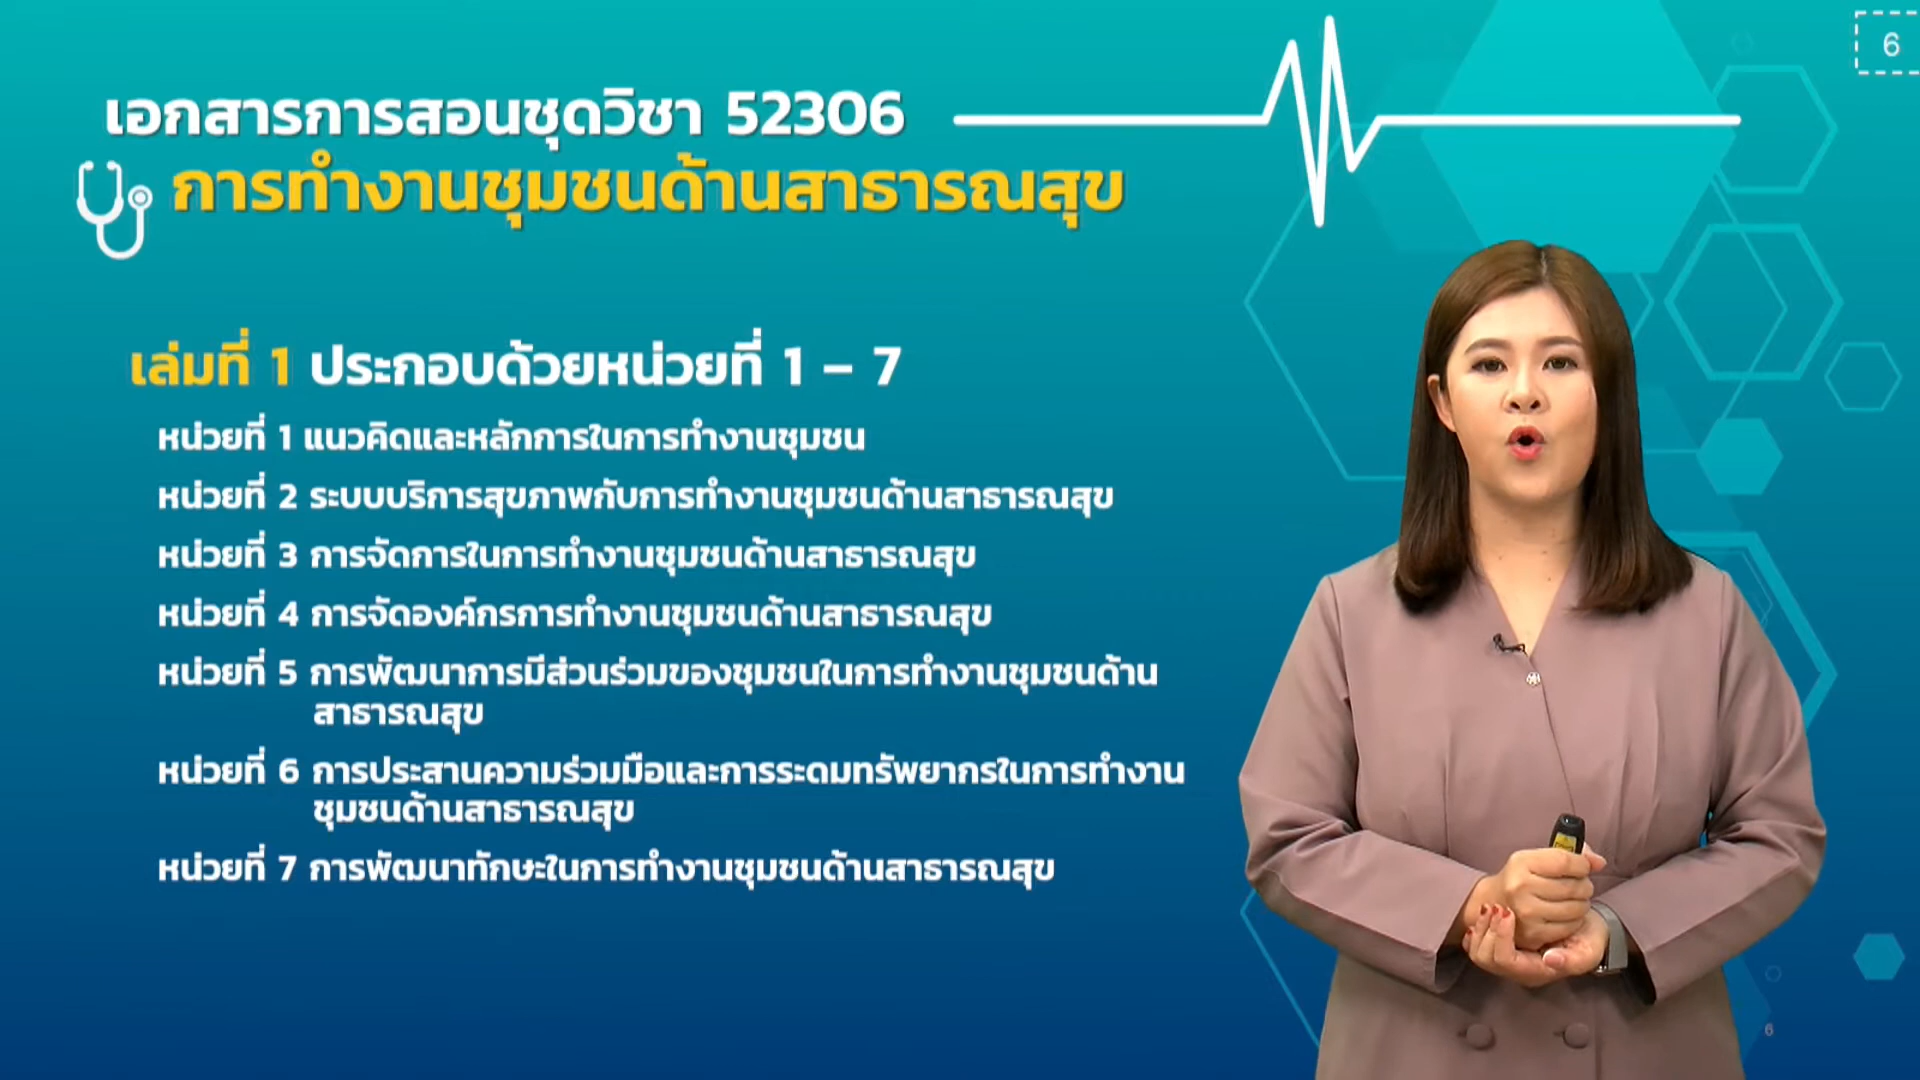 6
เอกสารการสอนชุดวิชา 52306
การทำงานชุมชนด้านสาธารณสุข
เล่มที่ 1 ประกอบด้วยหน่วยที่ 1 – 7
หน่วยที่ 1 แนวคิดและหลักการในการทำงานชุมชน
หน่วยที่ 2 ระบบบริการสุขภาพกับการทำงานชุมชนด้านสาธารณสุข
หน่วยที่ 3 การจัดการในการทำงานชุมชนด้านสาธารณสุข
หน่วยที่ 4 การจัดองค์กรการทำงานชุมชนด้านสาธารณสุข
หน่วยที่ 5 การพัฒนาการมีส่วนร่วมของชุมชนในการทำงานชุมชนด้าน
สาธารณสุข
หน่วยที่ 6 การประสานความร่วมมือและการระดมทรัพยากรในการทำงาน
ชุมชนด้านสาธารณสุข
หน่วยที่ 7 การพัฒนาทักษะในการทำงานชุมชนด้านสาธารณสุข
6